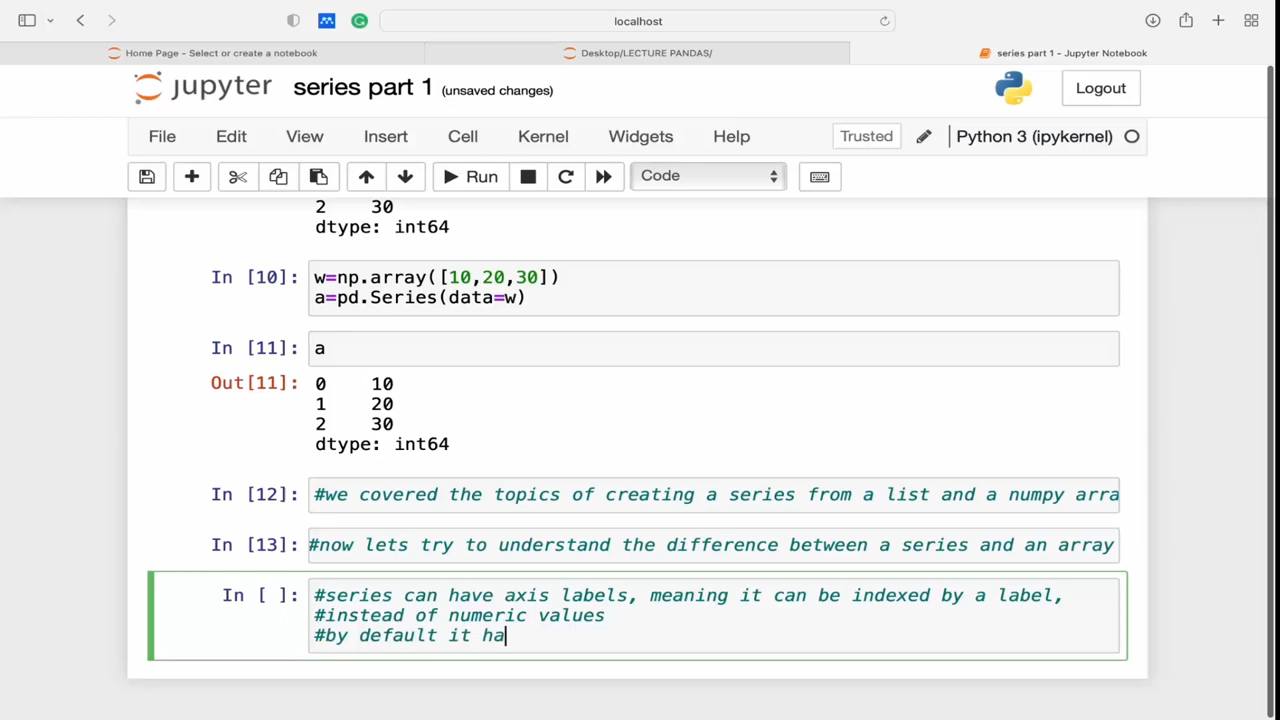 localhost
Home Page - Select or create a notebook
Desktop/LECTURE PANDAS/
series part 1 - Jupyter Notebook
jupyter series part 1 (unsaved changes)
Logout
File Edit View Insert Cell Kernel Widgets Help Trusted Python 3 (ipykernel)
Run Code
2 30
dtype: int64
In [10]: w=np.array([10,20,30])
a=pd.Series(data=w)
In [11]: a
Out[11]: 0 10
1 20
2 30
dtype: int64
In [12]: #we covered the topics of creating a series from a list and a numpy arra
In [13]: #now lets try to understand the difference between a series and an array
In [ ]: #series can have axis labels, meaning it can be indexed by a label,
#instead of numeric values
#by default it ha